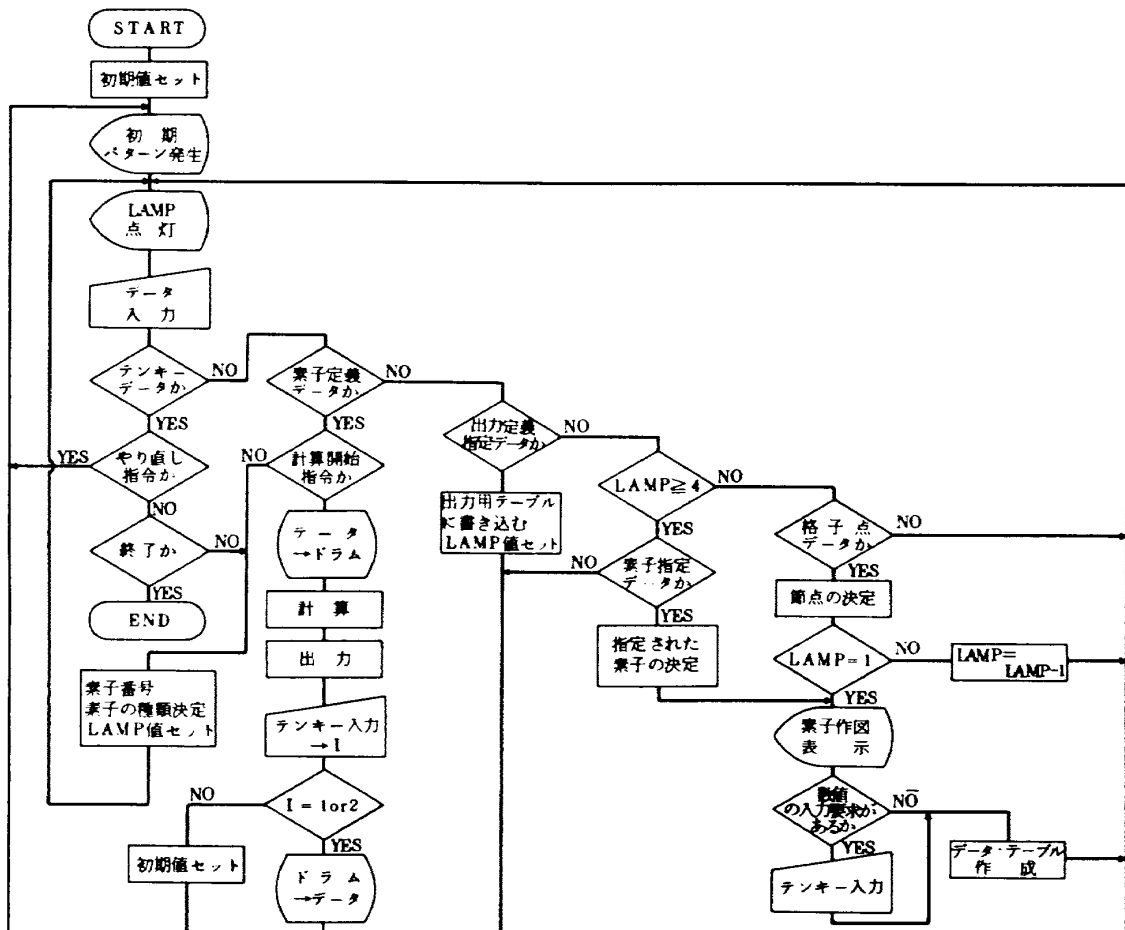 START
初期値セット
初期
パターン発生
LAMP
点灯
データ
入力
テンキー
データか
NO
YES
やり直し
指令か
YES
NO
終了か
NO
YES
END
素子番号
素子の種類決定
LAMP値セット
素子定義
データか
NO
YES
計算開始
指令か
NO
データ
→ドラム
計算
出力
テンキー入力
→I
I=1or2
NO
YES
初期値セット
ドラム
→データ
出力定義
指定データか
NO
出力用テーブル
に書き込む
LAMP値セット
LAMP≧4
NO
YES
素子指定
データか
NO
YES
指定された
素子の決定
格子点
データか
NO
YES
節点の決定
LAMP=1
NO
YES
LAMP=
LAMP-1
素子作図
表示
数値
の入力要求が
あるか
NO
YES
テンキー入力
データ・テーブル
作成